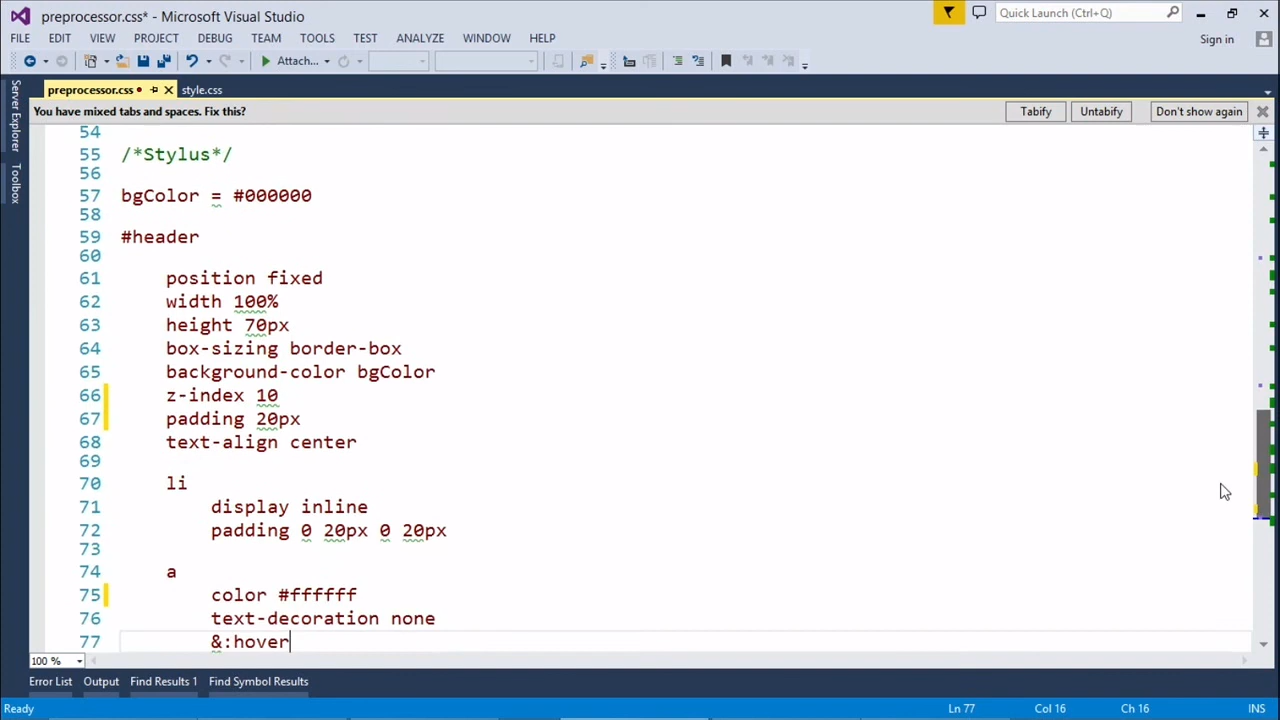 preprocessor.css* - Microsoft Visual Studio
Quick Launch (Ctrl+Q)
FILE EDIT VIEW PROJECT DEBUG TEAM TOOLS TEST ANALYZE WINDOW HELP
Sign in
Attach...
preprocessor.css
style.css
Server Explorer
Toolbox
You have mixed tabs and spaces. Fix this?
Tabify
Untabify
Don't show again
54
55 /*Stylus*/
56
57 bgColor = #000000
58
59 #header
60
61 position fixed
62 width 100%
63 height 70px
64 box-sizing border-box
65 background-color bgColor
66 z-index 10
67 padding 20px
68 text-align center
69
70 li
71 display inline
72 padding 0 20px 0 20px
73
74 a
75 color #ffffff
76 text-decoration none
77 &:hover
100 %
Error List Output Find Results 1 Find Symbol Results
Ready Ln 77 Col 16 Ch 16 INS